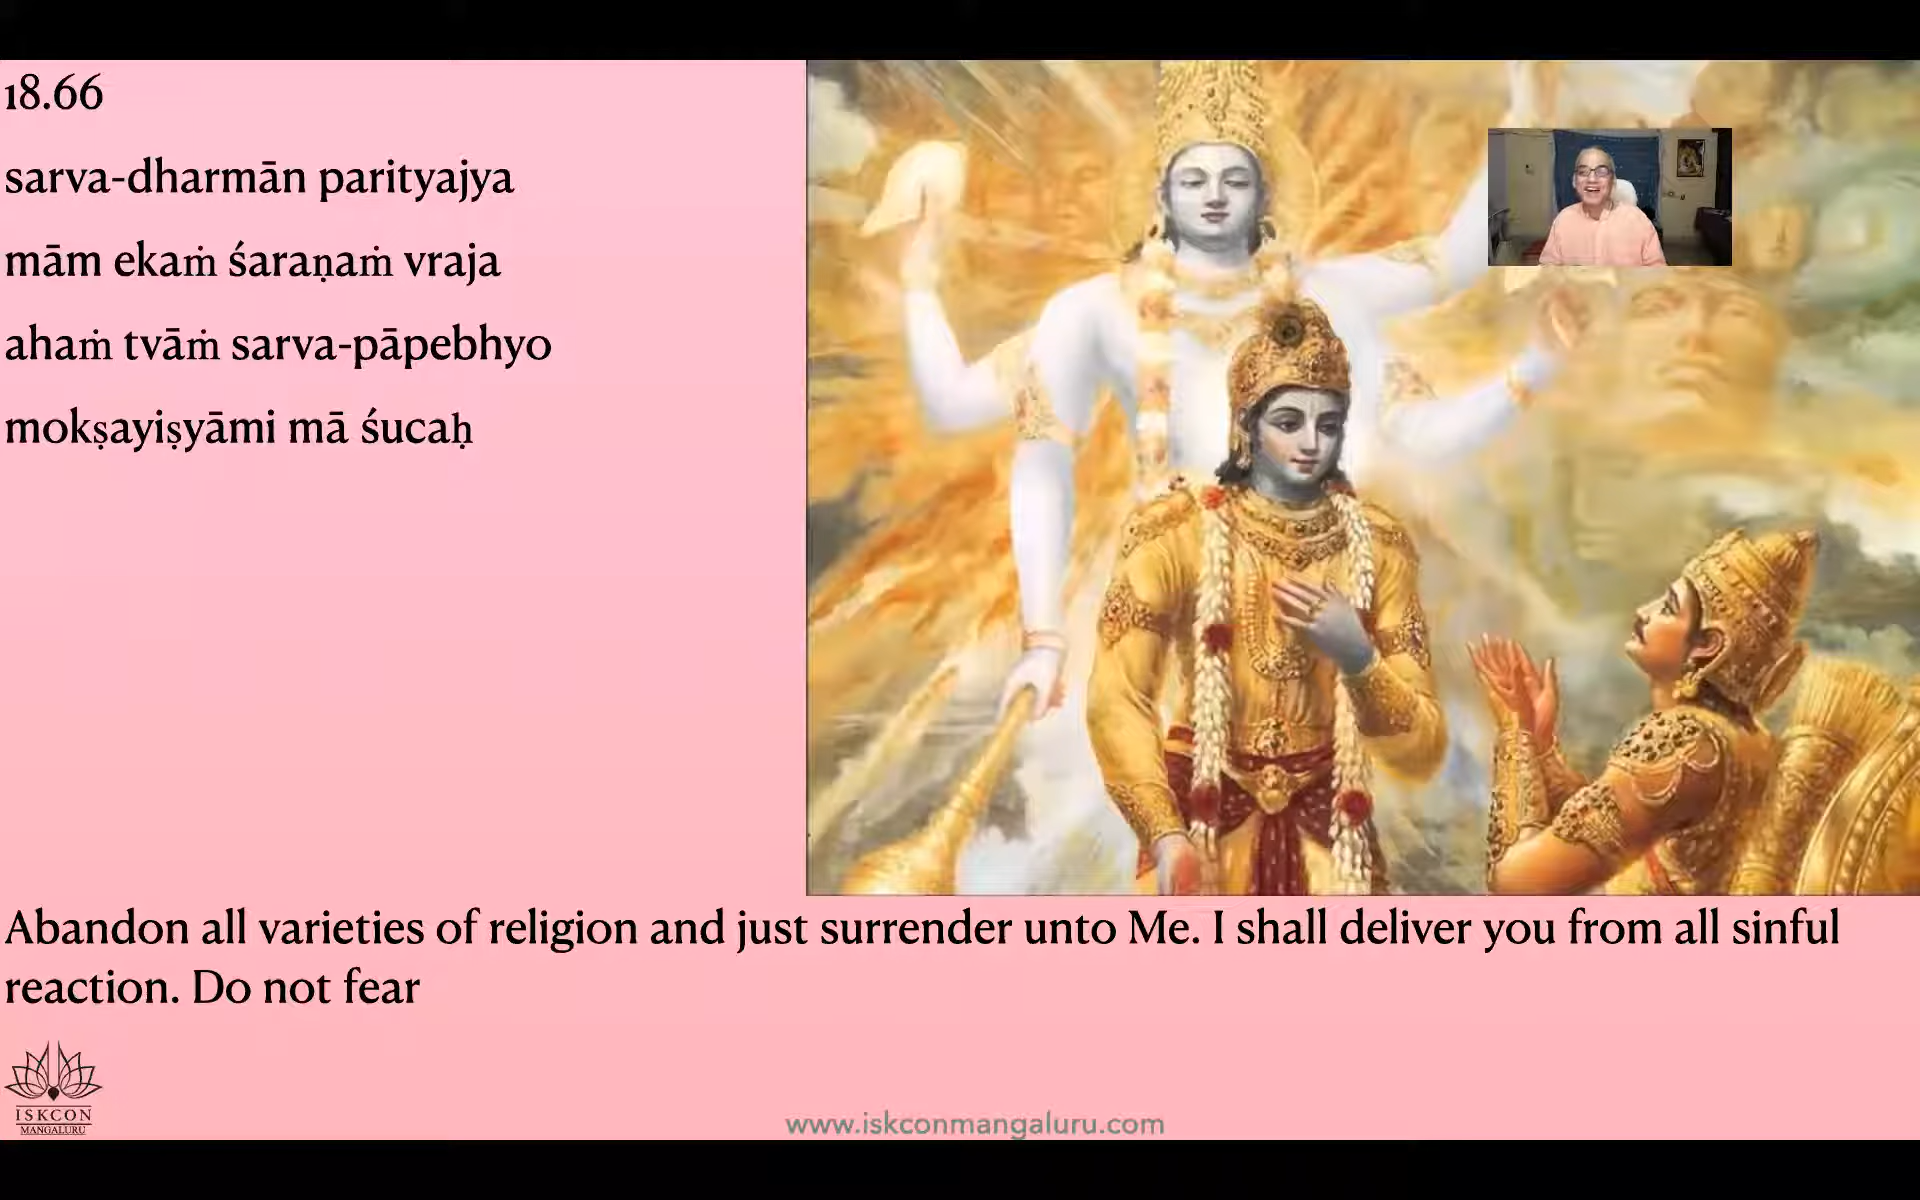 18.66
sarva-dharmān parityajya
mām ekaṁ śaraṇaṁ vraja
ahaṁ tvāṁ sarva-pāpebhyo
mokṣayiṣyāmi mā śucaḥ
Abandon all varieties of religion and just surrender unto Me. I shall deliver you from all sinful
reaction. Do not fear
ISKCON
MANGALURU
www.iskconmangaluru.com